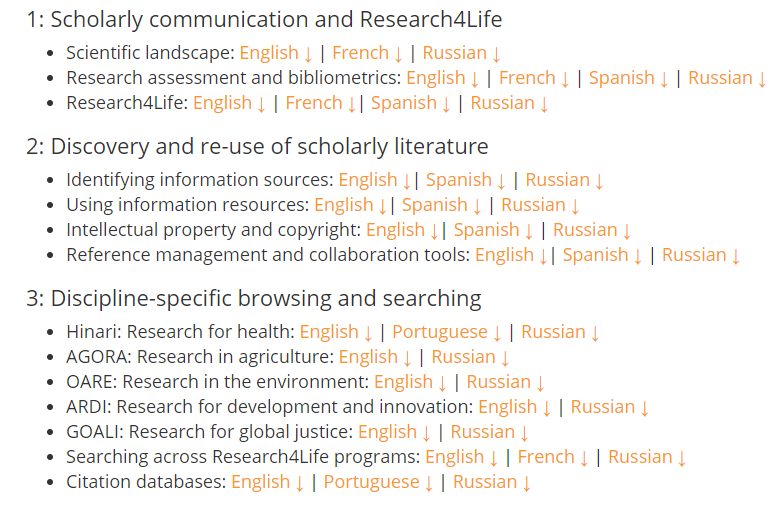 1: Scholarly communication and Research4Life
• Scientific landscape: English ↓ | French ↓ | Russian ↓
• Research assessment and bibliometrics: English ↓ | French ↓ | Spanish ↓ | Russian ↓
• Research4Life: English ↓ | French ↓| Spanish ↓ | Russian ↓
2: Discovery and re-use of scholarly literature
• Identifying information sources: English ↓| Spanish ↓ | Russian ↓
• Using information resources: English ↓| Spanish ↓ | Russian ↓
• Intellectual property and copyright: English ↓| Spanish ↓ | Russian ↓
• Reference management and collaboration tools: English ↓| Spanish ↓ | Russian ↓
3: Discipline-specific browsing and searching
• Hinari: Research for health: English ↓ | Portuguese ↓ | Russian ↓
• AGORA: Research in agriculture: English ↓ | Russian ↓
• OARE: Research in the environment: English ↓ | Russian ↓
• ARDI: Research for development and innovation: English ↓ | Russian ↓
• GOALI: Research for global justice: English ↓ | Russian ↓
• Searching across Research4Life programs: English ↓ | French ↓ | Russian ↓
• Citation databases: English ↓ | Portuguese ↓ | Russian ↓